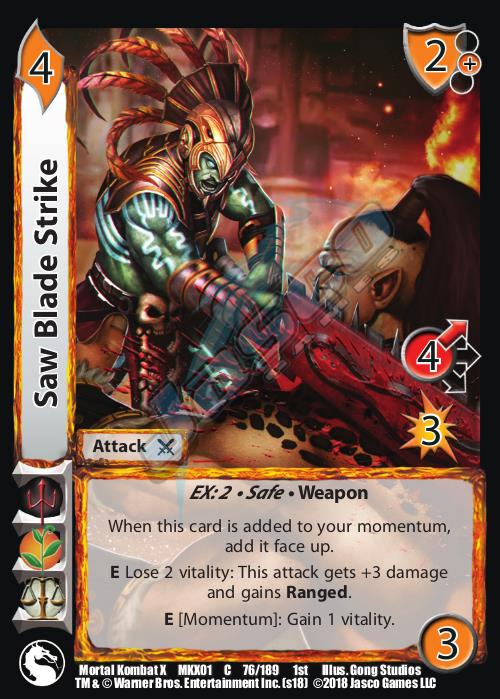 4
2
+
Saw Blade Strike
4
3
Attack
EX: 2 • Safe • Weapon
When this card is added to your momentum,
add it face up.
E Lose 2 vitality: This attack gets +3 damage
and gains Ranged.
E [Momentum]: Gain 1 vitality.
3
Mortal Kombat X MKX01 C 76/189 1st Illus. Gong Studios
TM & © Warner Bros. Entertainment Inc. (s18) © 2018 Jasco Games LLC